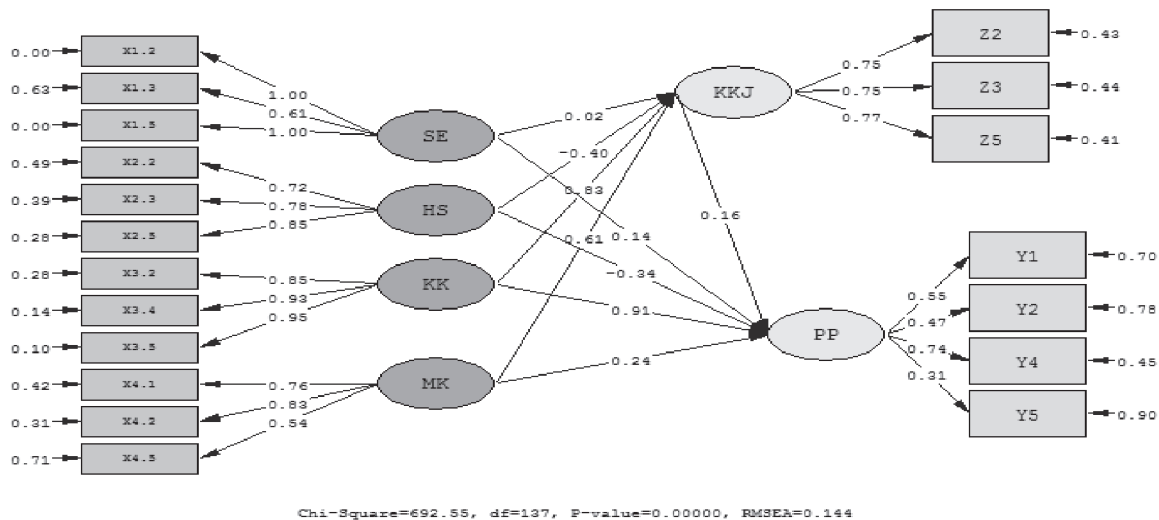 0.00 X1.2
0.63 X1.3
0.00 X1.5
0.49 X2.2
0.39 X2.3
0.28 X2.5
0.28 X3.2
0.14 X3.4
0.10 X3.5
0.42 X4.1
0.31 X4.2
0.71 X4.5
1.00
0.61
1.00
0.72
0.78
0.85
0.85
0.93
0.95
0.76
0.83
0.54
SE
HS
KK
MK
0.02
-0.40
0.83
0.61
0.14
-0.34
0.91
0.24
0.16
KKJ
PP
0.75
0.75
0.77
0.55
0.47
0.74
0.31
Z2 0.43
Z3 0.44
Z5 0.41
Y1 0.70
Y2 0.78
Y4 0.45
Y5 0.90
Chi-Square=692.55, df=137, P-value=0.00000, RMSEA=0.144